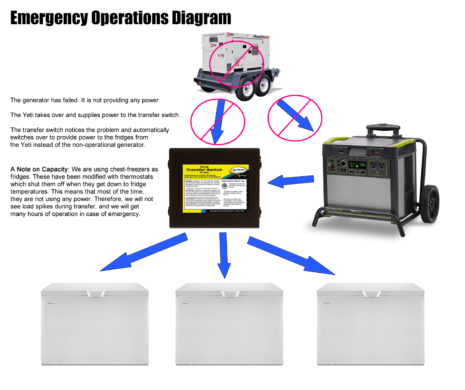 Emergency Operations Diagram
The generator has failed. It is not providing any power.
The Yeti takes over and supplies power to the transfer switch.
The transfer switch notices the problem and automatically
switches over to provide power to the fridges from
the Yeti instead of the non-operational generator.
A Note on Capacity: We are using chest-freezers as
fridges. These have been modified with thermostats
which shut them off when they get down to fridge
temperatures. This means that most of the time,
they are not using any power. Therefore, we will not
see load spikes during transfer, and we will get
many hours of operation in case of emergency.
Transfer Switch